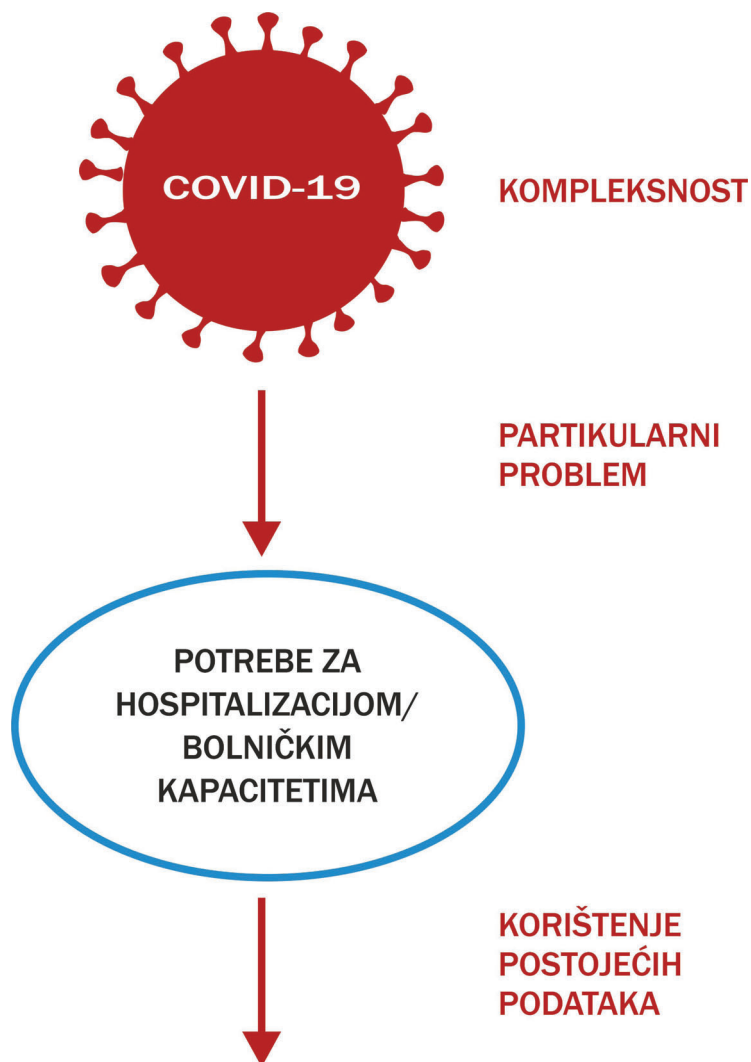 COVID-19
KOMPLEKSNOST
PARTIKULARNI
PROBLEM
POTREBE ZA
HOSPITALIZACIJOM/
BOLNIČKIM
KAPACITETIMA
KORIŠTENJE
POSTOJEĆIH
PODATAKA